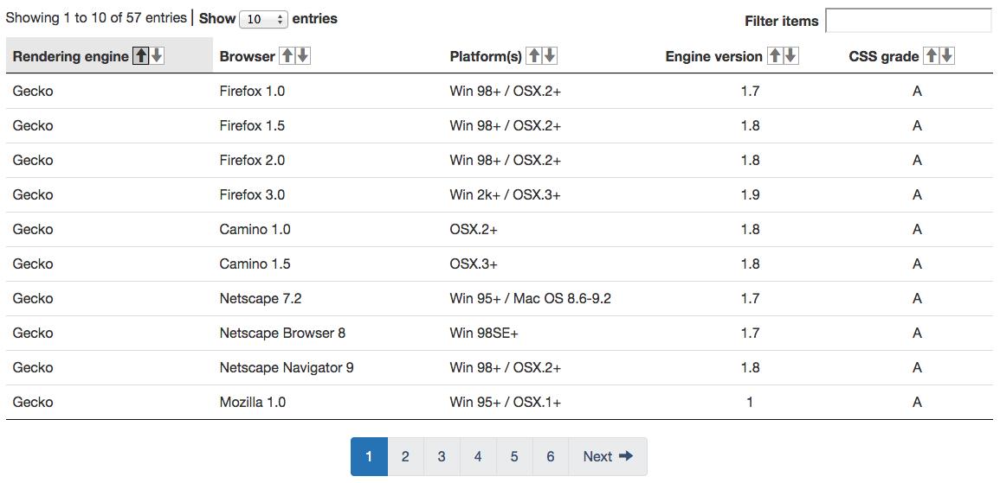 Showing 1 to 10 of 57 entries | Show 10 entries Filter items
Rendering engine Browser Platform(s) Engine version CSS grade
Gecko Firefox 1.0 Win 98+ / OSX.2+ 1.7 A
Gecko Firefox 1.5 Win 98+ / OSX.2+ 1.8 A
Gecko Firefox 2.0 Win 98+ / OSX.2+ 1.8 A
Gecko Firefox 3.0 Win 2k+ / OSX.3+ 1.9 A
Gecko Camino 1.0 OSX.2+ 1.8 A
Gecko Camino 1.5 OSX.3+ 1.8 A
Gecko Netscape 7.2 Win 95+ / Mac OS 8.6-9.2 1.7 A
Gecko Netscape Browser 8 Win 98SE+ 1.7 A
Gecko Netscape Navigator 9 Win 98+ / OSX.2+ 1.8 A
Gecko Mozilla 1.0 Win 95+ / OSX.1+ 1 A
1 2 3 4 5 6 Next